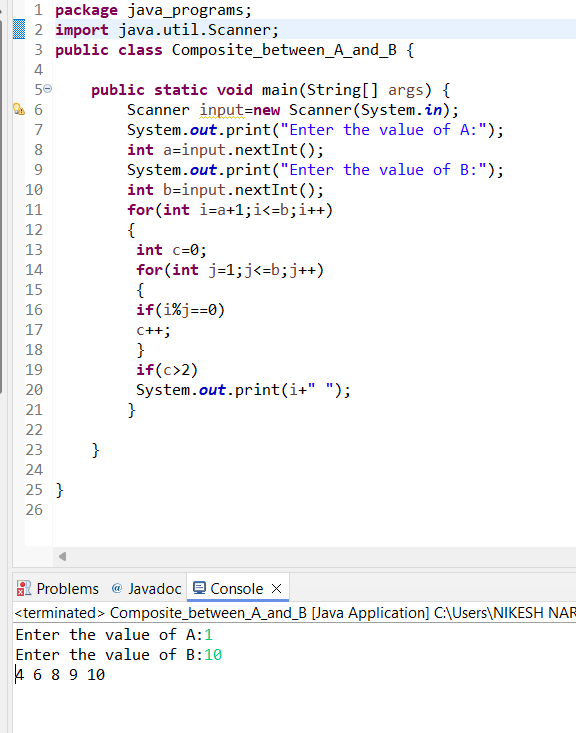 1 package java_programs;
2 import java.util.Scanner;
3 public class Composite_between_A_and_B {
4
5 public static void main(String[] args) {
6 Scanner input=new Scanner(System.in);
7 System.out.print("Enter the value of A:");
8 int a=input.nextInt();
9 System.out.print("Enter the value of B:");
10 int b=input.nextInt();
11 for(int i=a+1;i<=b;i++)
12 {
13 int c=0;
14 for(int j=1;j<=b;j++)
15 {
16 if(i%j==0)
17 c++;
18 }
19 if(c>2)
20 System.out.print(i+" ");
21 }
22
23 }
24
25 }
26
Problems @ Javadoc Console
<terminated> Composite_between_A_and_B [Java Application] C:\Users\NIKESH NAR
Enter the value of A:1
Enter the value of B:10
4 6 8 9 10